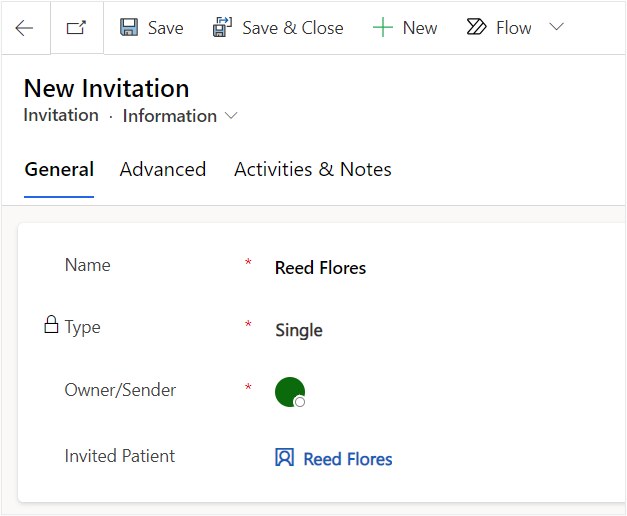 Save Save & Close New Flow
New Invitation
Invitation · Information
General Advanced Activities & Notes
Name * Reed Flores
Type * Single
Owner/Sender *
Invited Patient Reed Flores